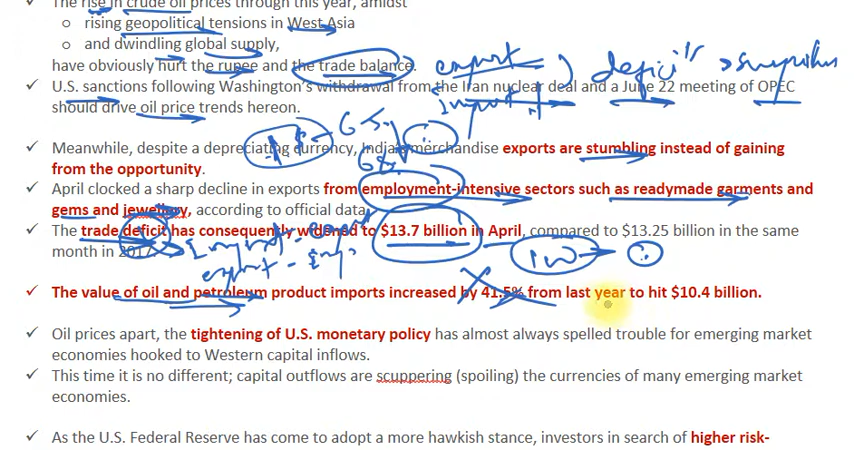 The rise in crude oil prices through this year, amidst
o rising geopolitical tensions in West Asia
o and dwindling global supply,
have obviously hurt the rupee and the trade balance.
export
import
deficit
✓ U.S. sanctions following Washington's withdrawal from the Iran nuclear deal and a June 22 meeting of OPEC
should drive oil price trends hereon.
1$ - 65
68
✓ Meanwhile, despite a depreciating currency, India's merchandise exports are stumbling instead of gaining
from the opportunity.
✓ April clocked a sharp decline in exports from employment-intensive sectors such as readymade garments and
gems and jewellery, according to official data.
✓ The trade deficit has consequently widened to $13.7 billion in April, compared to $13.25 billion in the same
month in 2017.
import - export
export - imp
100
✓ The value of oil and petroleum product imports increased by 41.5% from last year to hit $10.4 billion.
✓ Oil prices apart, the tightening of U.S. monetary policy has almost always spelled trouble for emerging market
economies hooked to Western capital inflows.
✓ This time it is no different; capital outflows are scuppering (spoiling) the currencies of many emerging market
economies.
✓ As the U.S. Federal Reserve has come to adopt a more hawkish stance, investors in search of higher risk-